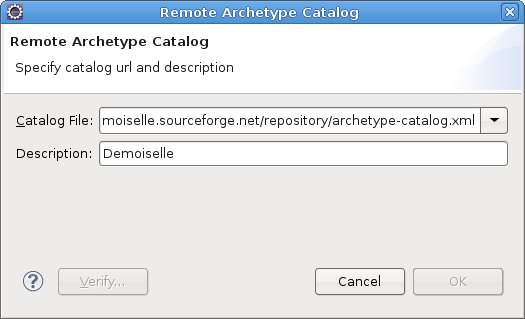 Remote Archetype Catalog
Remote Archetype Catalog
Specify catalog url and description
Catalog File: moiselle.sourceforge.net/repository/archetype-catalog.xml
Description: Demoiselle
? Verify... Cancel OK